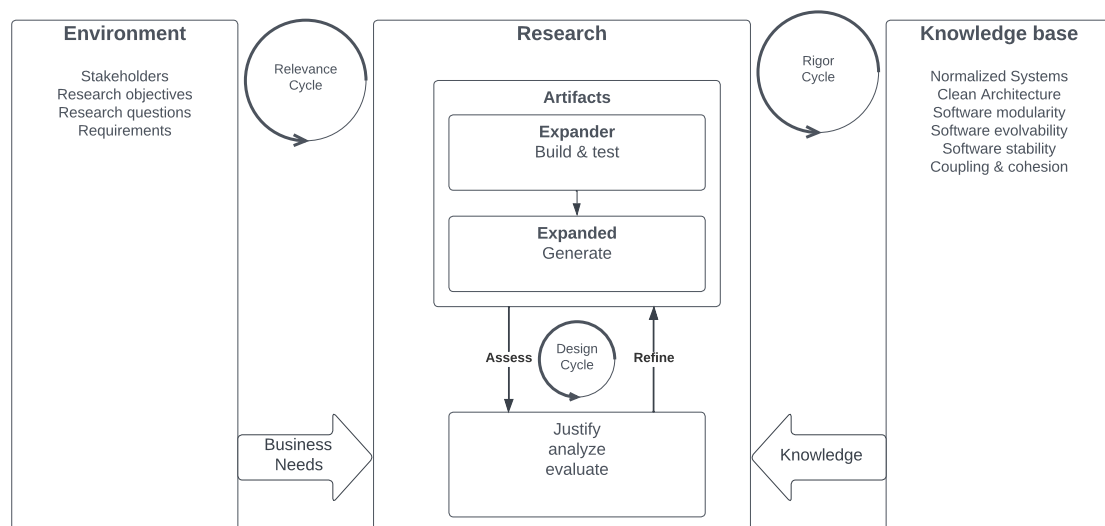 Environment
Stakeholders
Research objectives
Research questions
Requirements
Relevance
Cycle
Business
Needs
Research
Artifacts
Expander
Build & test
Expanded
Generate
Assess
Design
Cycle
Refine
Justify
analyze
evaluate
Rigor
Cycle
Knowledge
Knowledge base
Normalized Systems
Clean Architecture
Software modularity
Software evolvability
Software stability
Coupling & cohesion